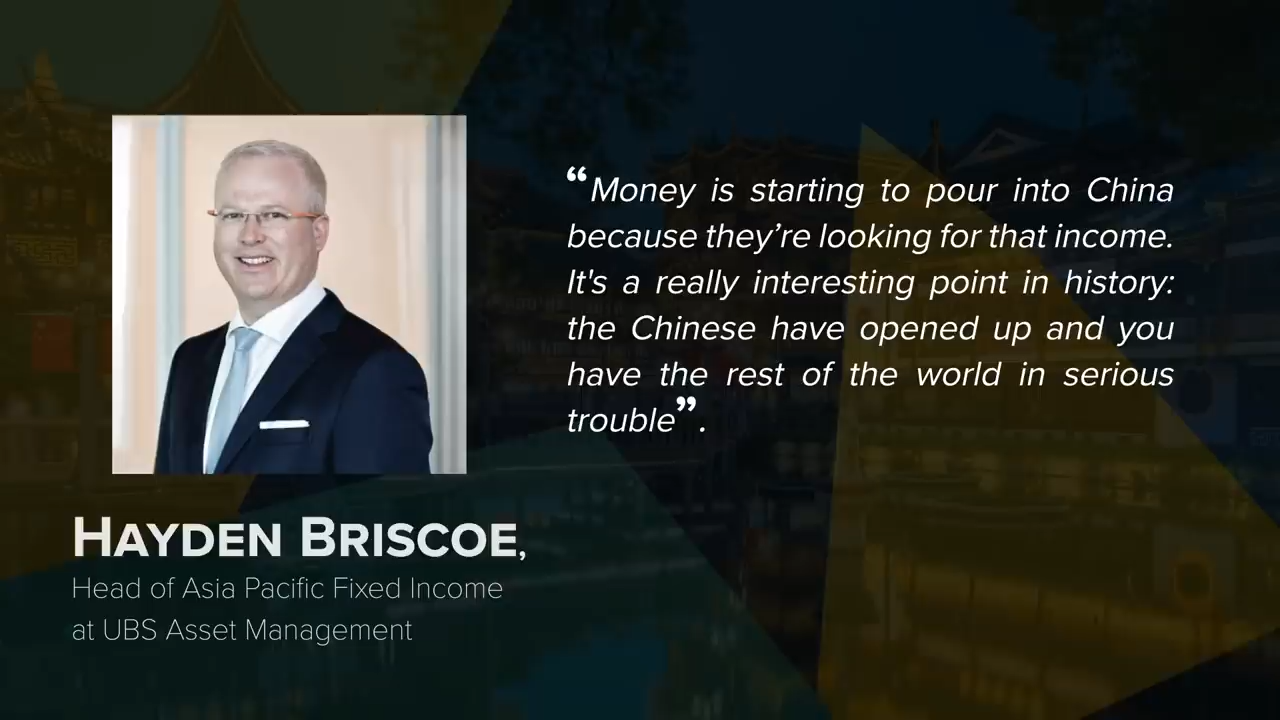 “Money is starting to pour into China
because they’re looking for that income.
It's a really interesting point in history:
the Chinese have opened up and you
have the rest of the world in serious
trouble”.
HAYDEN BRISCOE,
Head of Asia Pacific Fixed Income
at UBS Asset Management